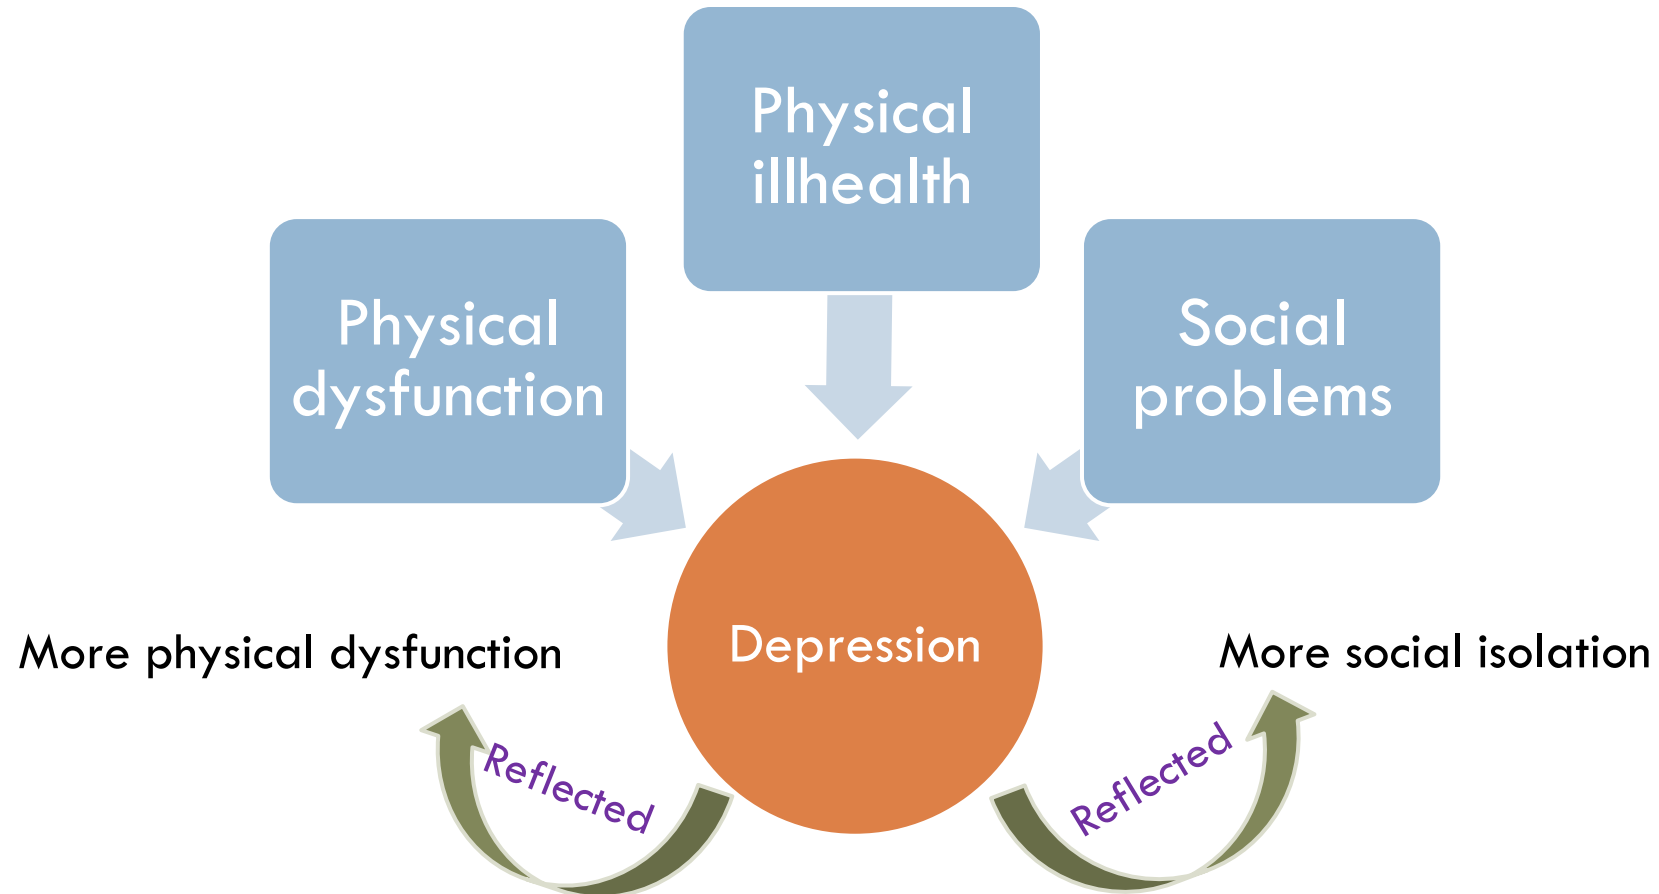 Physical
illhealth
Physical
dysfunction
Social
problems
Depression
More physical dysfunction
More social isolation
Reflected
Reflected